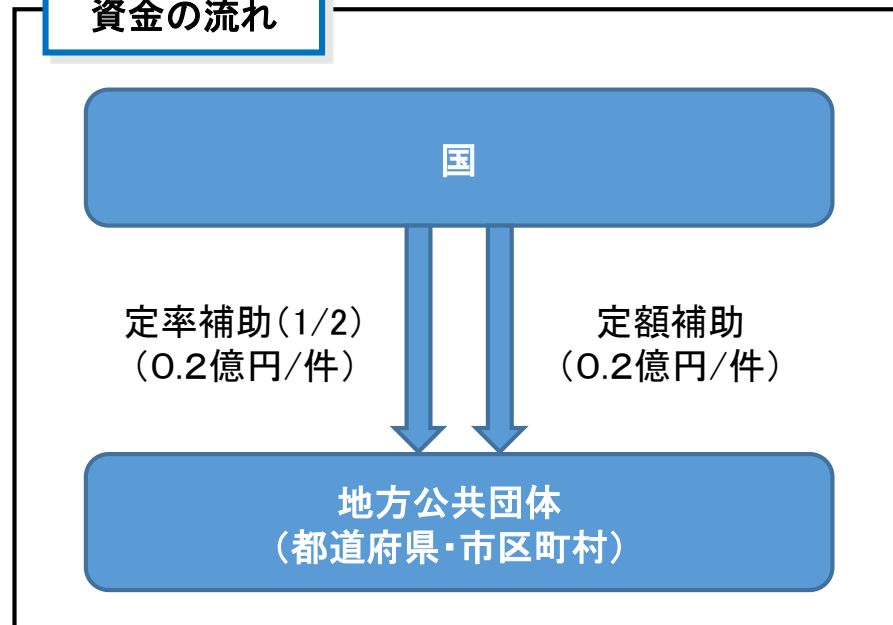 資金の流れ
国
定率補助(1/2)
(0.2億円/件)
定額補助
(0.2億円/件)
地方公共団体
(都道府県・市区町村)